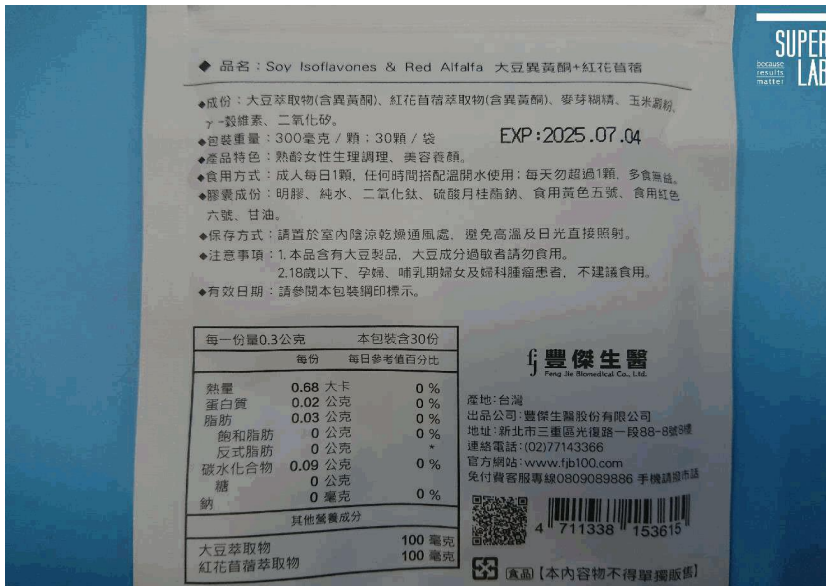 SUPER
LAB
because
results
matter
◆ 品名：Soy Isoflavones & Red Alfalfa 大豆異黃酮+紅花苜蓿
◆成份：大豆萃取物(含異黃酮)、紅花苜蓿萃取物(含異黃酮)、麥芽糊精、玉米澱粉、
γ-穀維素、二氧化矽。
◆包裝重量：300毫克/顆；30顆/袋
EXP:2025.07.04
◆產品特色：熟齡女性生理調理、美容養顏。
◆食用方式：成人每日1顆，任何時間搭配溫開水使用；每天勿超過1顆，多食無益。
◆膠囊成份：明膠、純水、二氧化鈦、硫酸月桂酯鈉、食用黃色五號、食用紅色
六號、甘油。
◆保存方式：請置於室內陰涼乾燥通風處，避免高溫及日光直接照射。
◆注意事項：1.本品含有大豆製品，大豆成分過敏者請勿食用。
2.18歲以下、孕婦、哺乳期婦女及婦科腫瘤患者，不建議食用。
◆有效日期：請參閱本包裝鋼印標示。
每一份量0.3公克 本包裝含30份
每份 每日參考值百分比
熱量 0.68 大卡 0 %
蛋白質 0.02 公克 0 %
脂肪 0.03 公克 0 %
飽和脂肪 0 公克 0 %
反式脂肪 0 公克 *
碳水化合物 0.09 公克 0 %
糖 0 公克
鈉 0 毫克 0 %
其他營養成分
大豆萃取物 100 毫克
紅花苜蓿萃取物 100 毫克
fj 豐傑生醫
Feng Jie Biomedical Co., Ltd.
產地：台灣
出品公司：豐傑生醫股份有限公司
地址：新北市三重區光復路一段88-8號9樓
連絡電話：(02)77143366
官方網站：www.fjb100.com
免付費客服專線0809089886 手機請撥市話
4 711338 153615
食品【本內容物不得單獨販售】